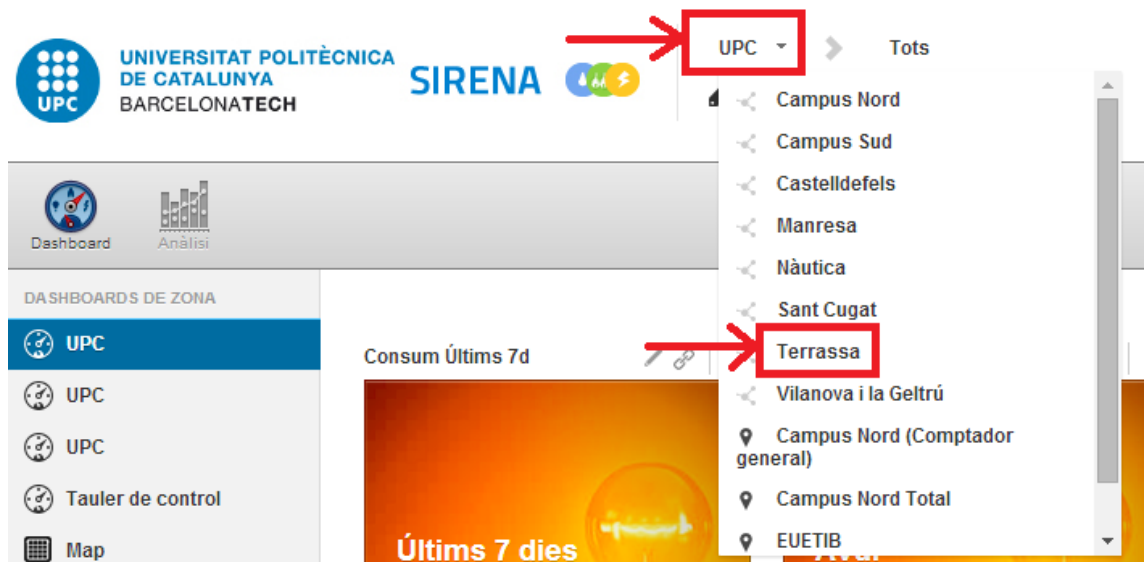 UPC
UNIVERSITAT POLITÈCNICA
DE CATALUNYA
BARCELONATECH
SIRENA
UPC
Tots
Campus Nord
Campus Sud
Castelldefels
Manresa
Nàutica
Sant Cugat
Terrassa
Vilanova i la Geltrú
Campus Nord (Comptador
general)
Campus Nord Total
EUETIB
Dashboard
Anàlisi
DASHBOARDS DE ZONA
UPC
UPC
UPC
Tauler de control
Map
Consum Últims 7d
Últims 7 dies